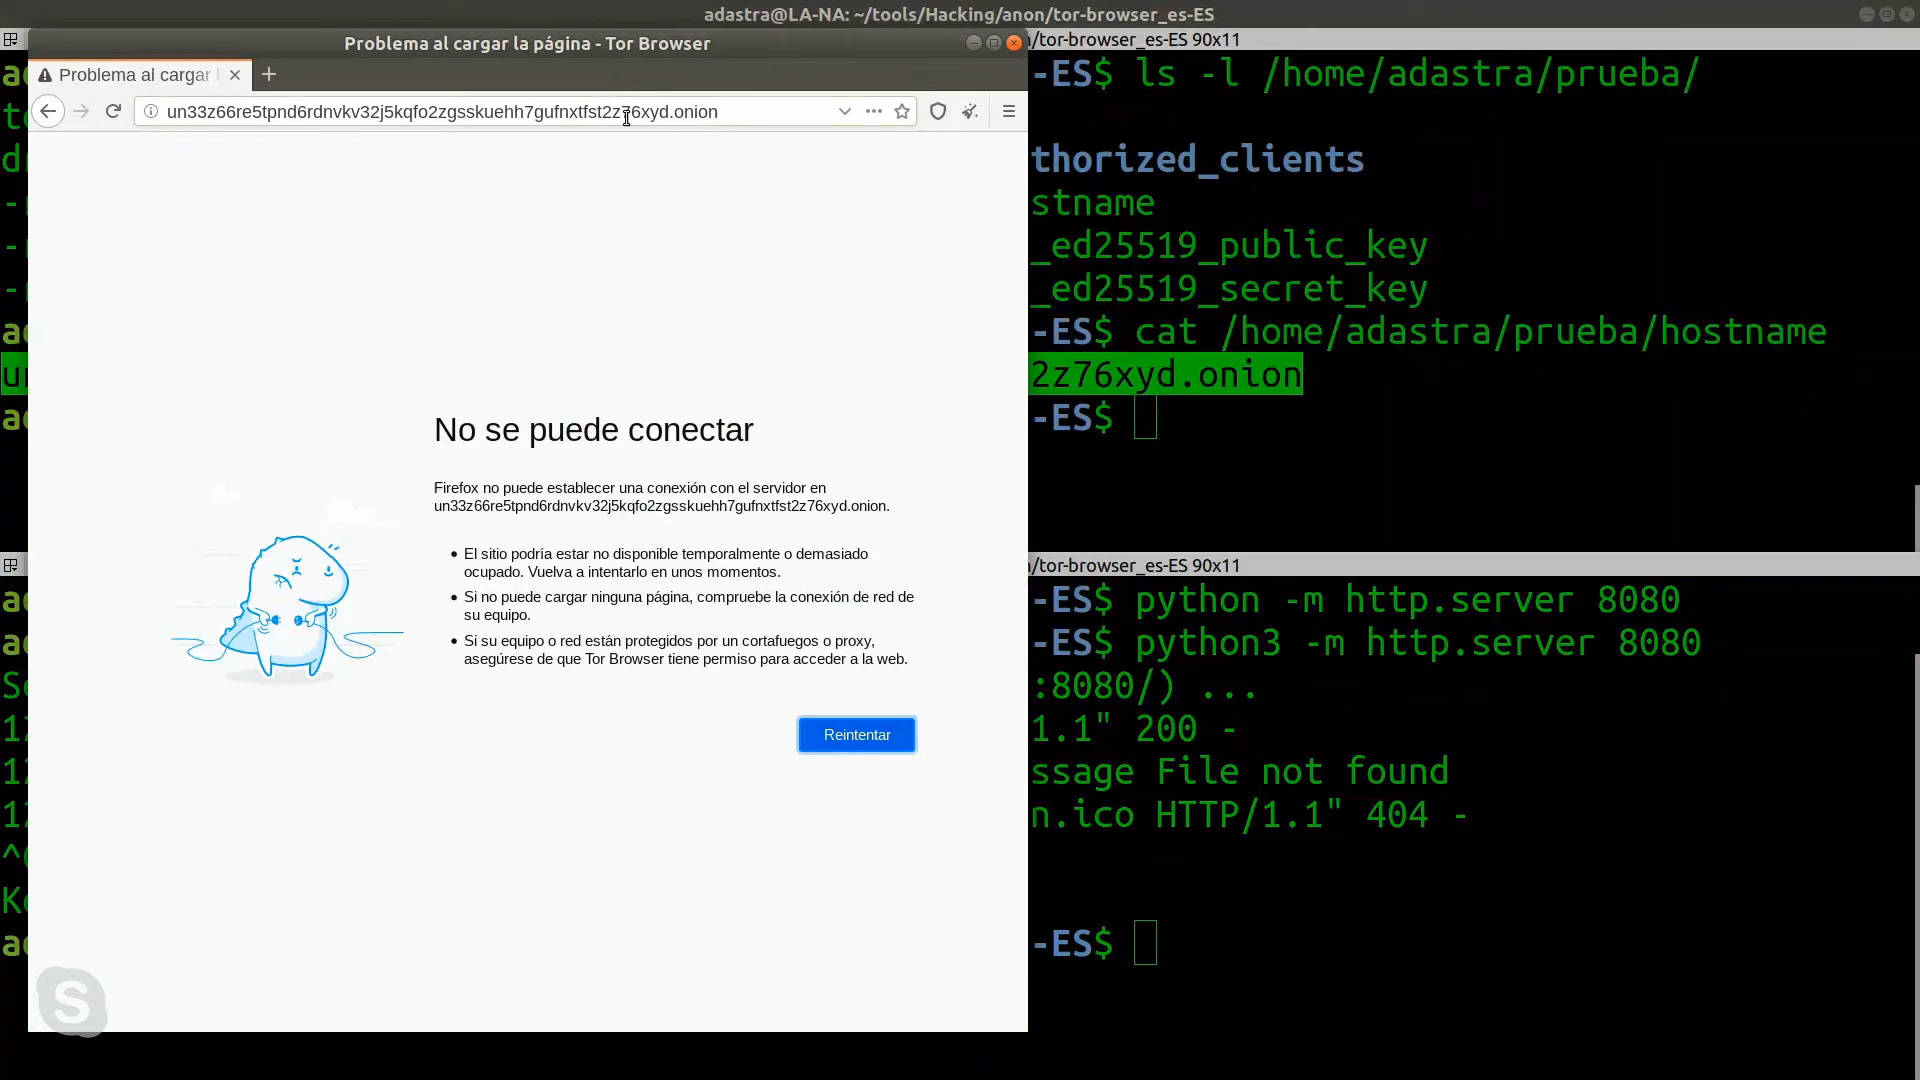 adastra@LA-NA: ~/tools/Hacking/anon/tor-browser_es-ES
Problema al cargar la página - Tor Browser
Problema al cargar
un33z66re5tpnd6rdnvkv32j5kqfo2zgsskuehh7gufnxtfst2z76xyd.onion
No se puede conectar
Firefox no puede establecer una conexión con el servidor en
un33z66re5tpnd6rdnvkv32j5kqfo2zgsskuehh7gufnxtfst2z76xyd.onion.
El sitio podría estar no disponible temporalmente o demasiado
ocupado. Vuelva a intentarlo en unos momentos.
Si no puede cargar ninguna página, compruebe la conexión de red de
su equipo.
Si su equipo o red están protegidos por un cortafuegos o proxy,
asegúrese de que Tor Browser tiene permiso para acceder a la web.
Reintentar
S
/tor-browser_es-ES 90x11
-ES$ ls -l /home/adastra/prueba/
thorized_clients
stname
_ed25519_public_key
_ed25519_secret_key
-ES$ cat /home/adastra/prueba/hostname
2z76xyd.onion
-ES$
/tor-browser_es-ES 90x11
-ES$ python -m http.server 8080
-ES$ python3 -m http.server 8080
:8080/) ...
1.1" 200 -
ssage File not found
n.ico HTTP/1.1" 404 -
-ES$